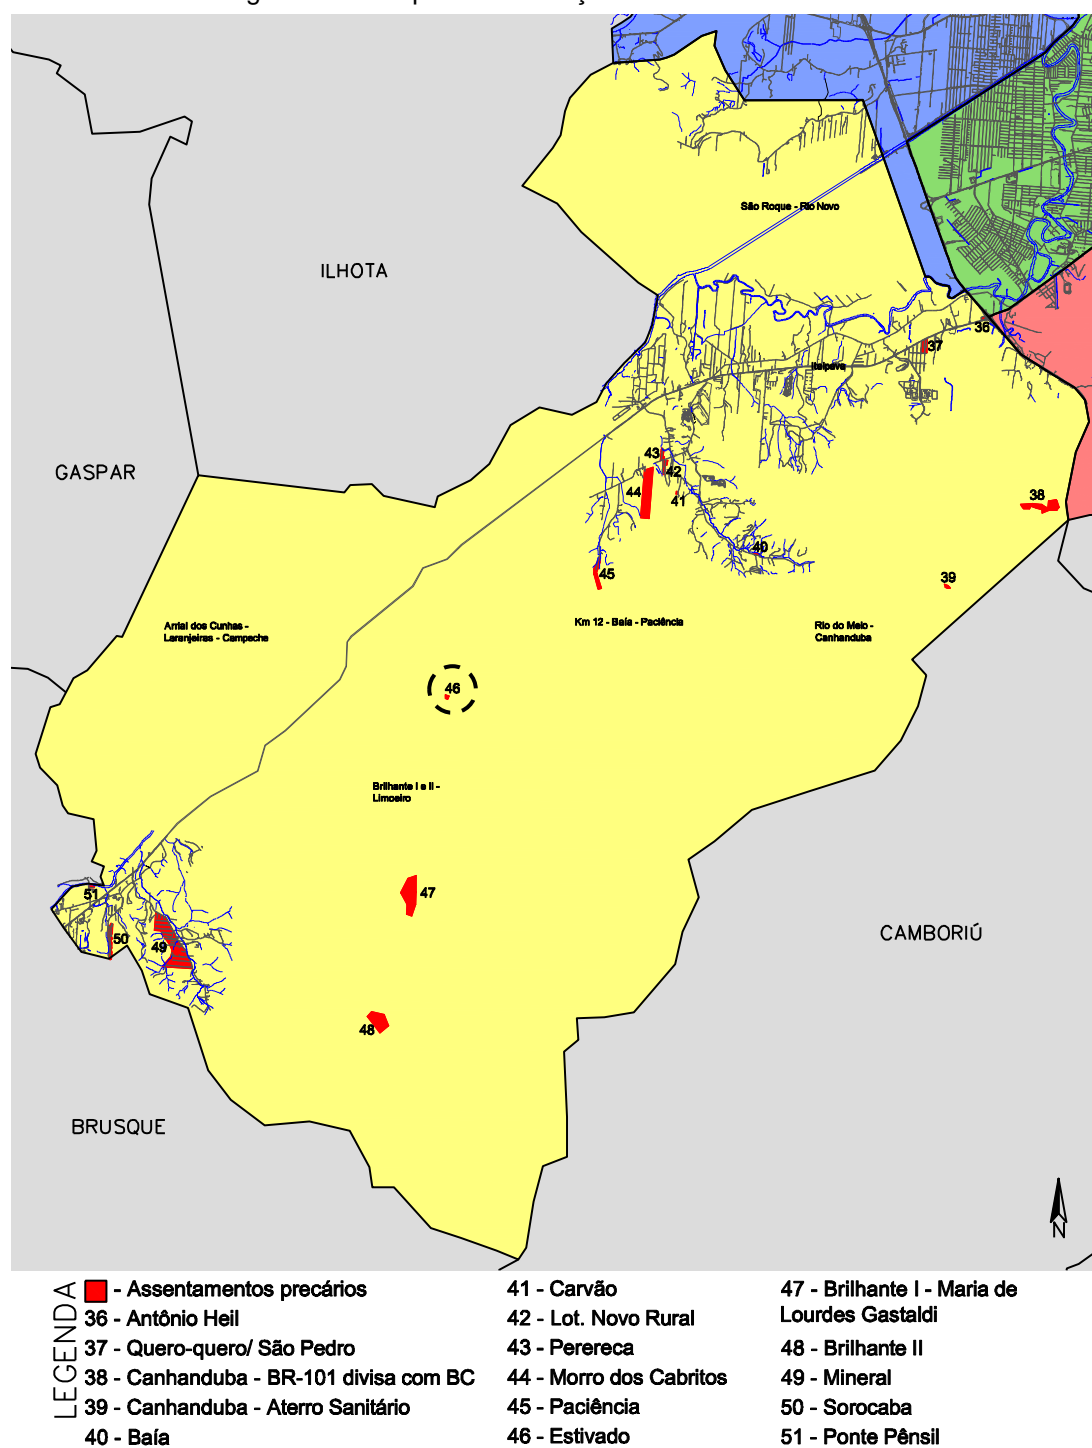 São Roque - Rio Novo
ILHOTA
36
37
Itaipava
43
42
GASPAR
44
41
38
40
45
39
Arrial dos Cunhas -
Laranjeiras - Campeche
Km 12 - Baía - Paciência
Rio do Meio -
Canhanduba
46
Brilhante I e II -
Limoeiro
51
47
50
49
CAMBORIÚ
48
BRUSQUE
N
LEGENDA
- Assentamentos precários
36 - Antônio Heil
37 - Quero-quero/ São Pedro
38 - Canhanduba - BR-101 divisa com BC
39 - Canhanduba - Aterro Sanitário
40 - Baía
41 - Carvão
42 - Lot. Novo Rural
43 - Perereca
44 - Morro dos Cabritos
45 - Paciência
46 - Estivado
47 - Brilhante I - Maria de
Lourdes Gastaldi
48 - Brilhante II
49 - Mineral
50 - Sorocaba
51 - Ponte Pênsil